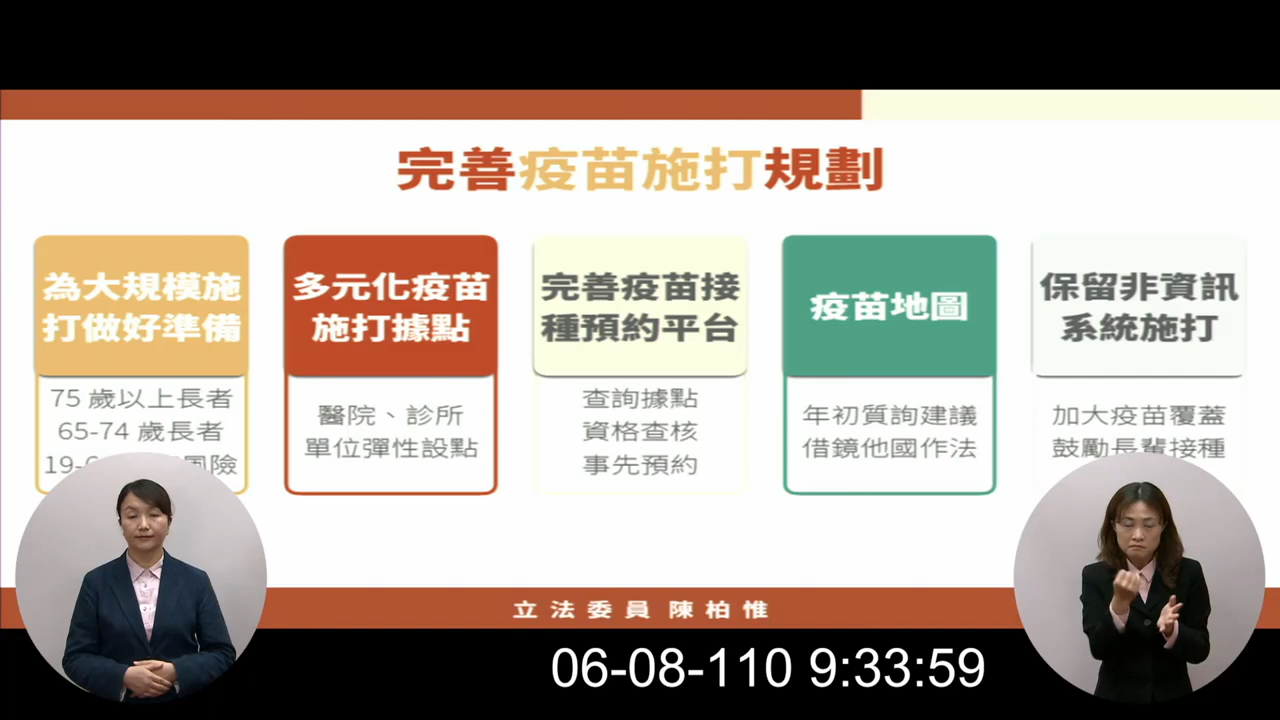 完善疫苗施打規劃
為大規模施
打做好準備
75 歲以上長者
65-74 歲長者
19-6 風險
多元化疫苗
施打據點
醫院、診所
單位彈性設點
完善疫苗接
種預約平台
查詢據點
資格查核
事先預約
疫苗地圖
年初質詢建議
借鏡他國作法
保留非資訊
系統施打
加大疫苗覆蓋
鼓勵長輩接種
立法委員 陳柏惟
06-08-110 9:33:59